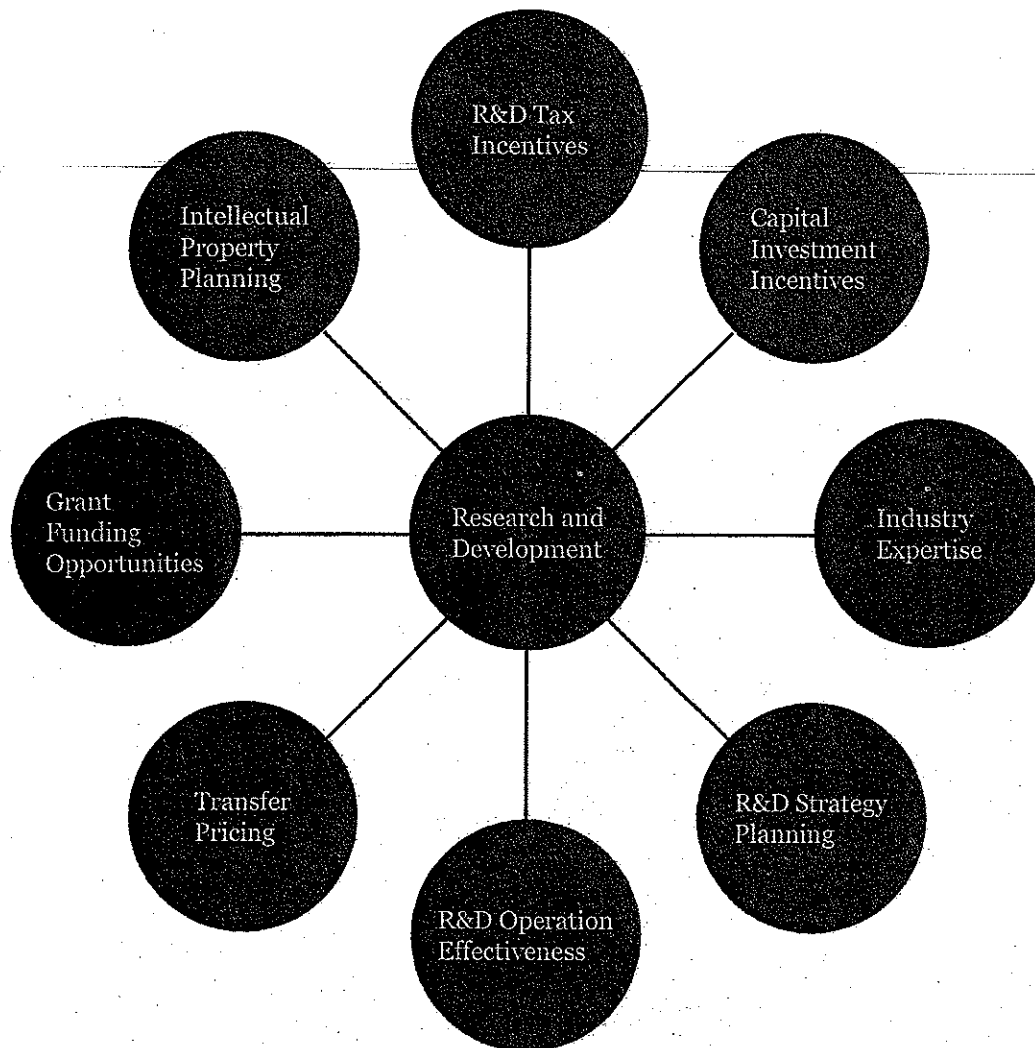 R&D Tax
Incentives
Intellectual
Property
Planning
Capital
Investment
Incentives
Grant
Funding
Opportunities
Research and
Development
Industry
Expertise
Transfer
Pricing
R&D Strategy
Planning
R&D Operation
Effectiveness